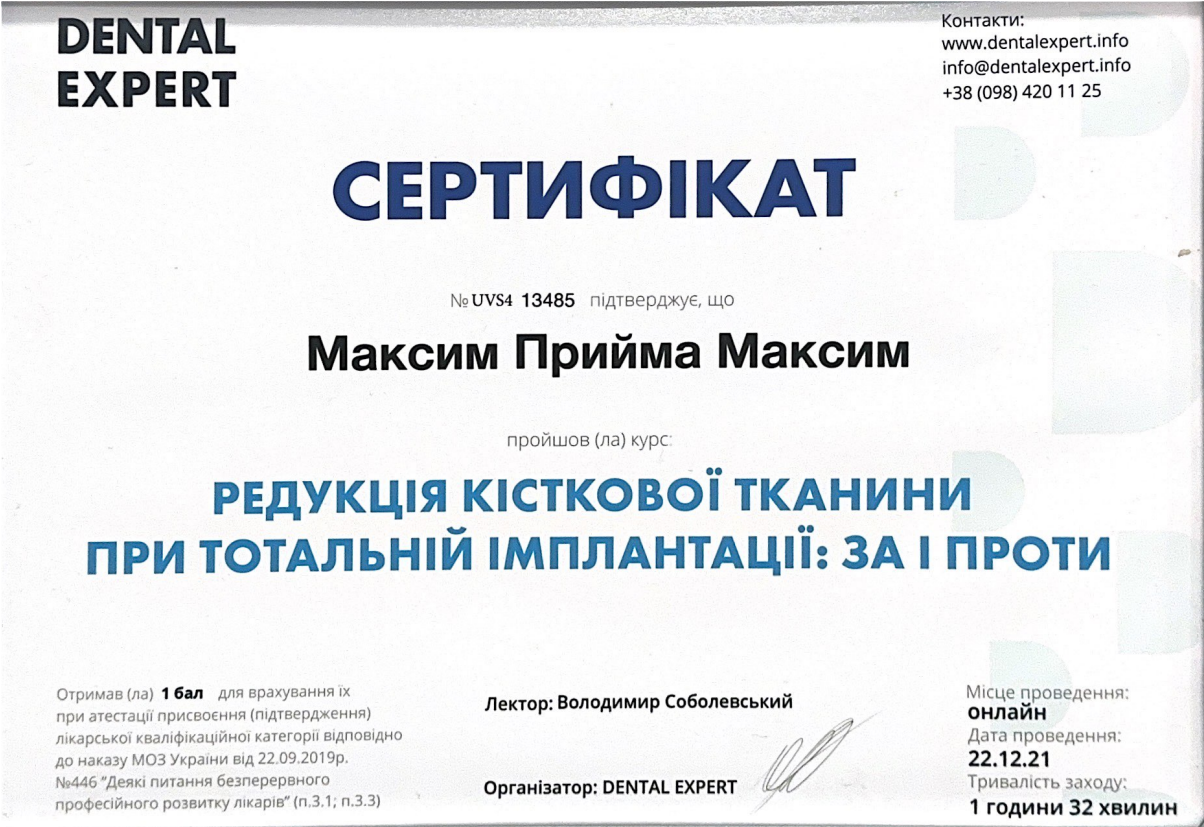 DENTAL
EXPERT
Контакти:
www.dentalexpert.info
info@dentalexpert.info
+38 (098) 420 11 25
СЕРТИФІКАТ
№ UVS4 13485 підтверджує, що
Максим Прийма Максим
пройшов (ла) курс:
РЕДУКЦІЯ КІСТКОВОЇ ТКАНИНИ
ПРИ ТОТАЛЬНІЙ ІМПЛАНТАЦІЇ: ЗА І ПРОТИ
Отримав (ла) 1 бал для врахування їх
при атестації присвоєння (підтвердження)
лікарської кваліфікаційної категорії відповідно
до наказу МОЗ України від 22.09.2019р.
№446 "Деякі питання безперервного
професійного розвитку лікарів" (п.3.1; п.3.3)
Лектор: Володимир Соболевський
Організатор: DENTAL EXPERT
Місце проведення:
онлайн
Дата проведення:
22.12.21
Тривалість заходу:
1 години 32 хвилин